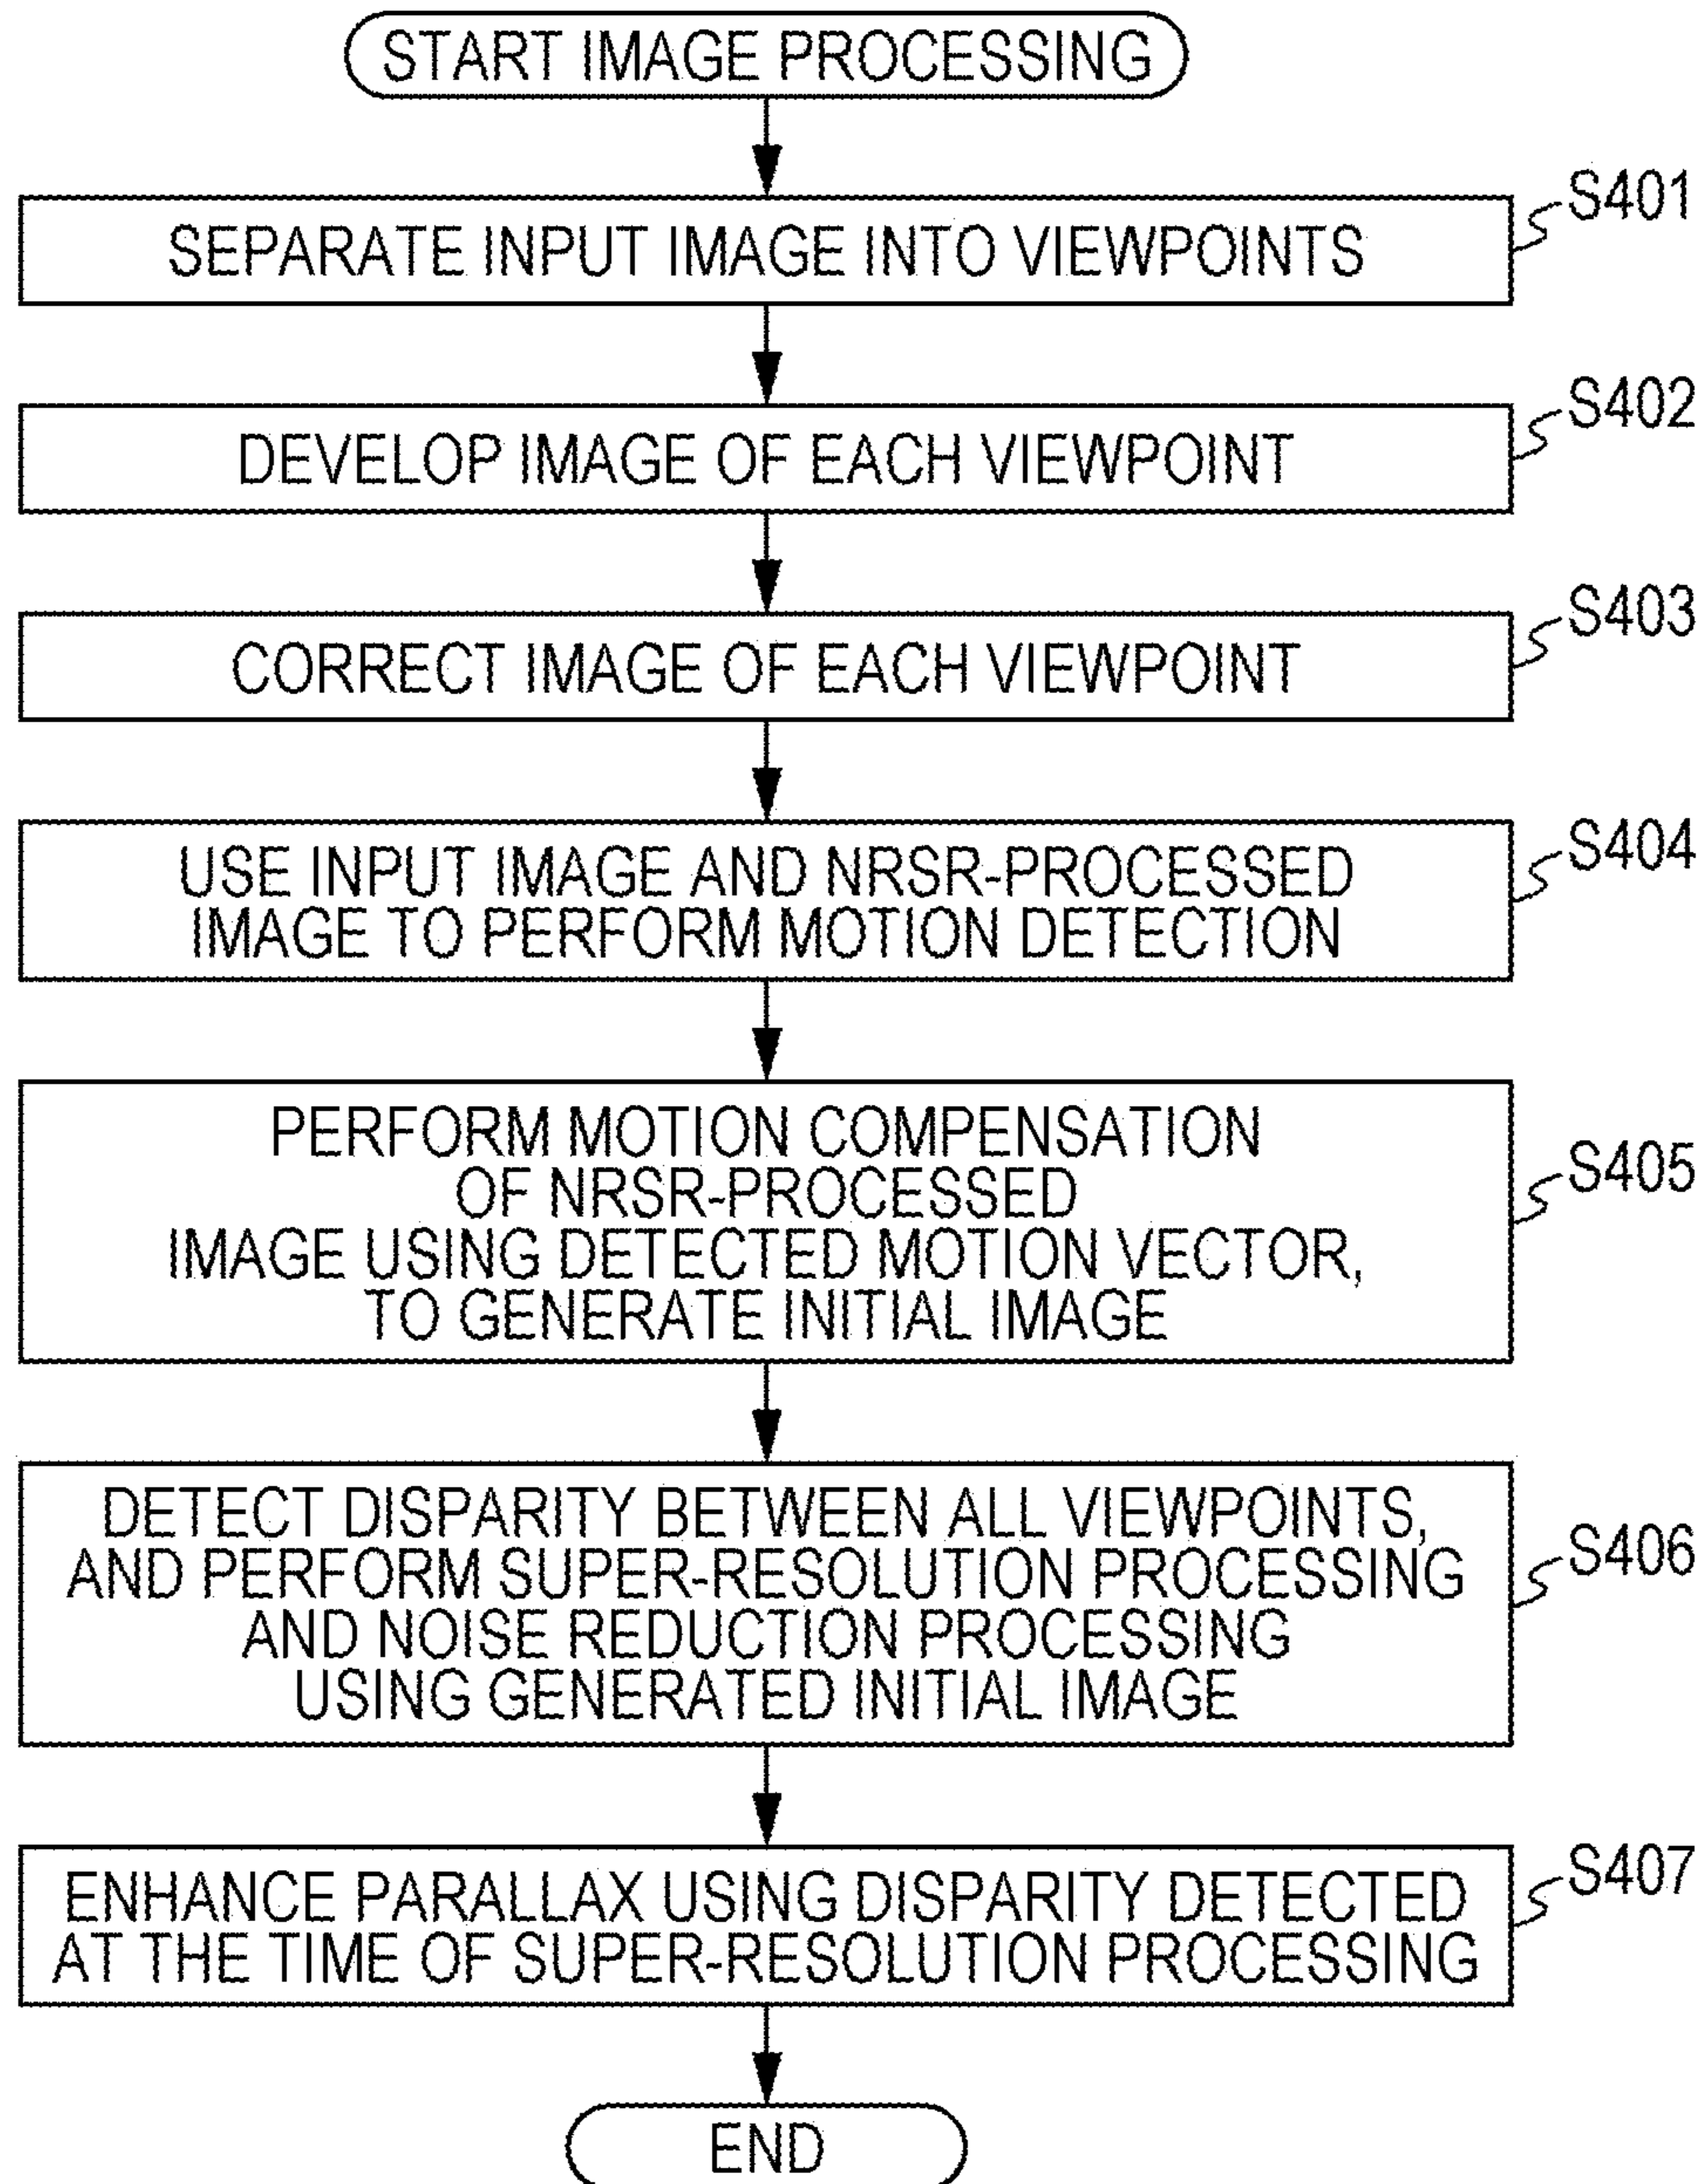 START IMAGE PROCESSING
S401
SEPARATE INPUT IMAGE INTO VIEWPOINTS
S402
DEVELOP IMAGE OF EACH VIEWPOINT
S403
CORRECT IMAGE OF EACH VIEWPOINT
S404
USE INPUT IMAGE AND NRSR-PROCESSED
IMAGE TO PERFORM MOTION DETECTION
S405
PERFORM MOTION COMPENSATION
OF NRSR-PROCESSED
IMAGE USING DETECTED MOTION VECTOR,
TO GENERATE INITIAL IMAGE
S406
DETECT DISPARITY BETWEEN ALL VIEWPOINTS,
AND PERFORM SUPER-RESOLUTION PROCESSING
AND NOISE REDUCTION PROCESSING
USING GENERATED INITIAL IMAGE
S407
ENHANCE PARALLAX USING DISPARITY DETECTED
AT THE TIME OF SUPER-RESOLUTION PROCESSING
END